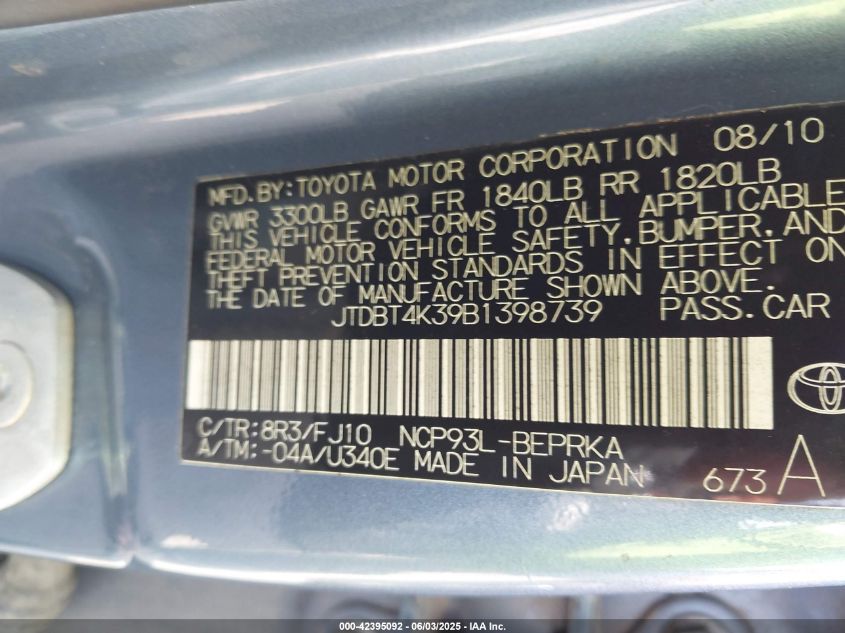 MFD.BY:TOYOTA MOTOR CORPORATION 08/10
GVWR 3300LB GAWR FR 1840LB RR 1820LB
THIS VEHICLE CONFORMS TO ALL APPLICABLE
FEDERAL MOTOR VEHICLE SAFETY,BUMPER,AND
THEFT PREVENTION STANDARDS IN EFFECT ON
THE DATE OF MANUFACTURE SHOWN ABOVE.
JTDBT4K39B1398739 PASS.CAR
C/TR:8R3/FJ10 NCP93L-BEPRKA
A/TM:-04A/U340E MADE IN JAPAN 673 A
000-42395092 - 06/03/2025 - IAA Inc.